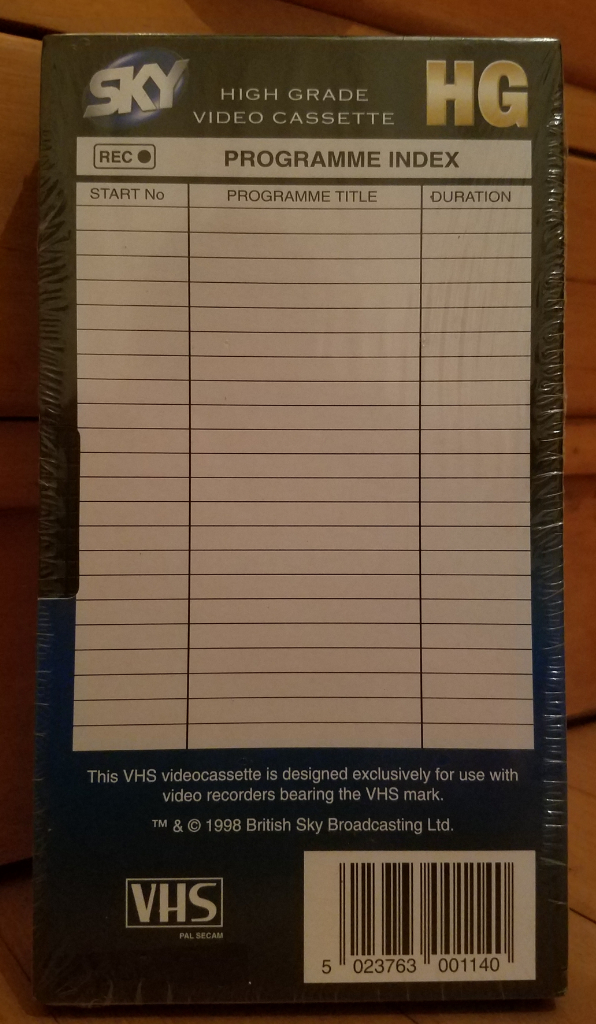 SKY
HIGH GRADE
VIDEO CASSETTE
HG
REC ●
PROGRAMME INDEX
START No PROGRAMME TITLE DURATION
This VHS videocassette is designed exclusively for use with
video recorders bearing the VHS mark.
™ & © 1998 British Sky Broadcasting Ltd.
VHS
PAL SECAM
5 023763 001140